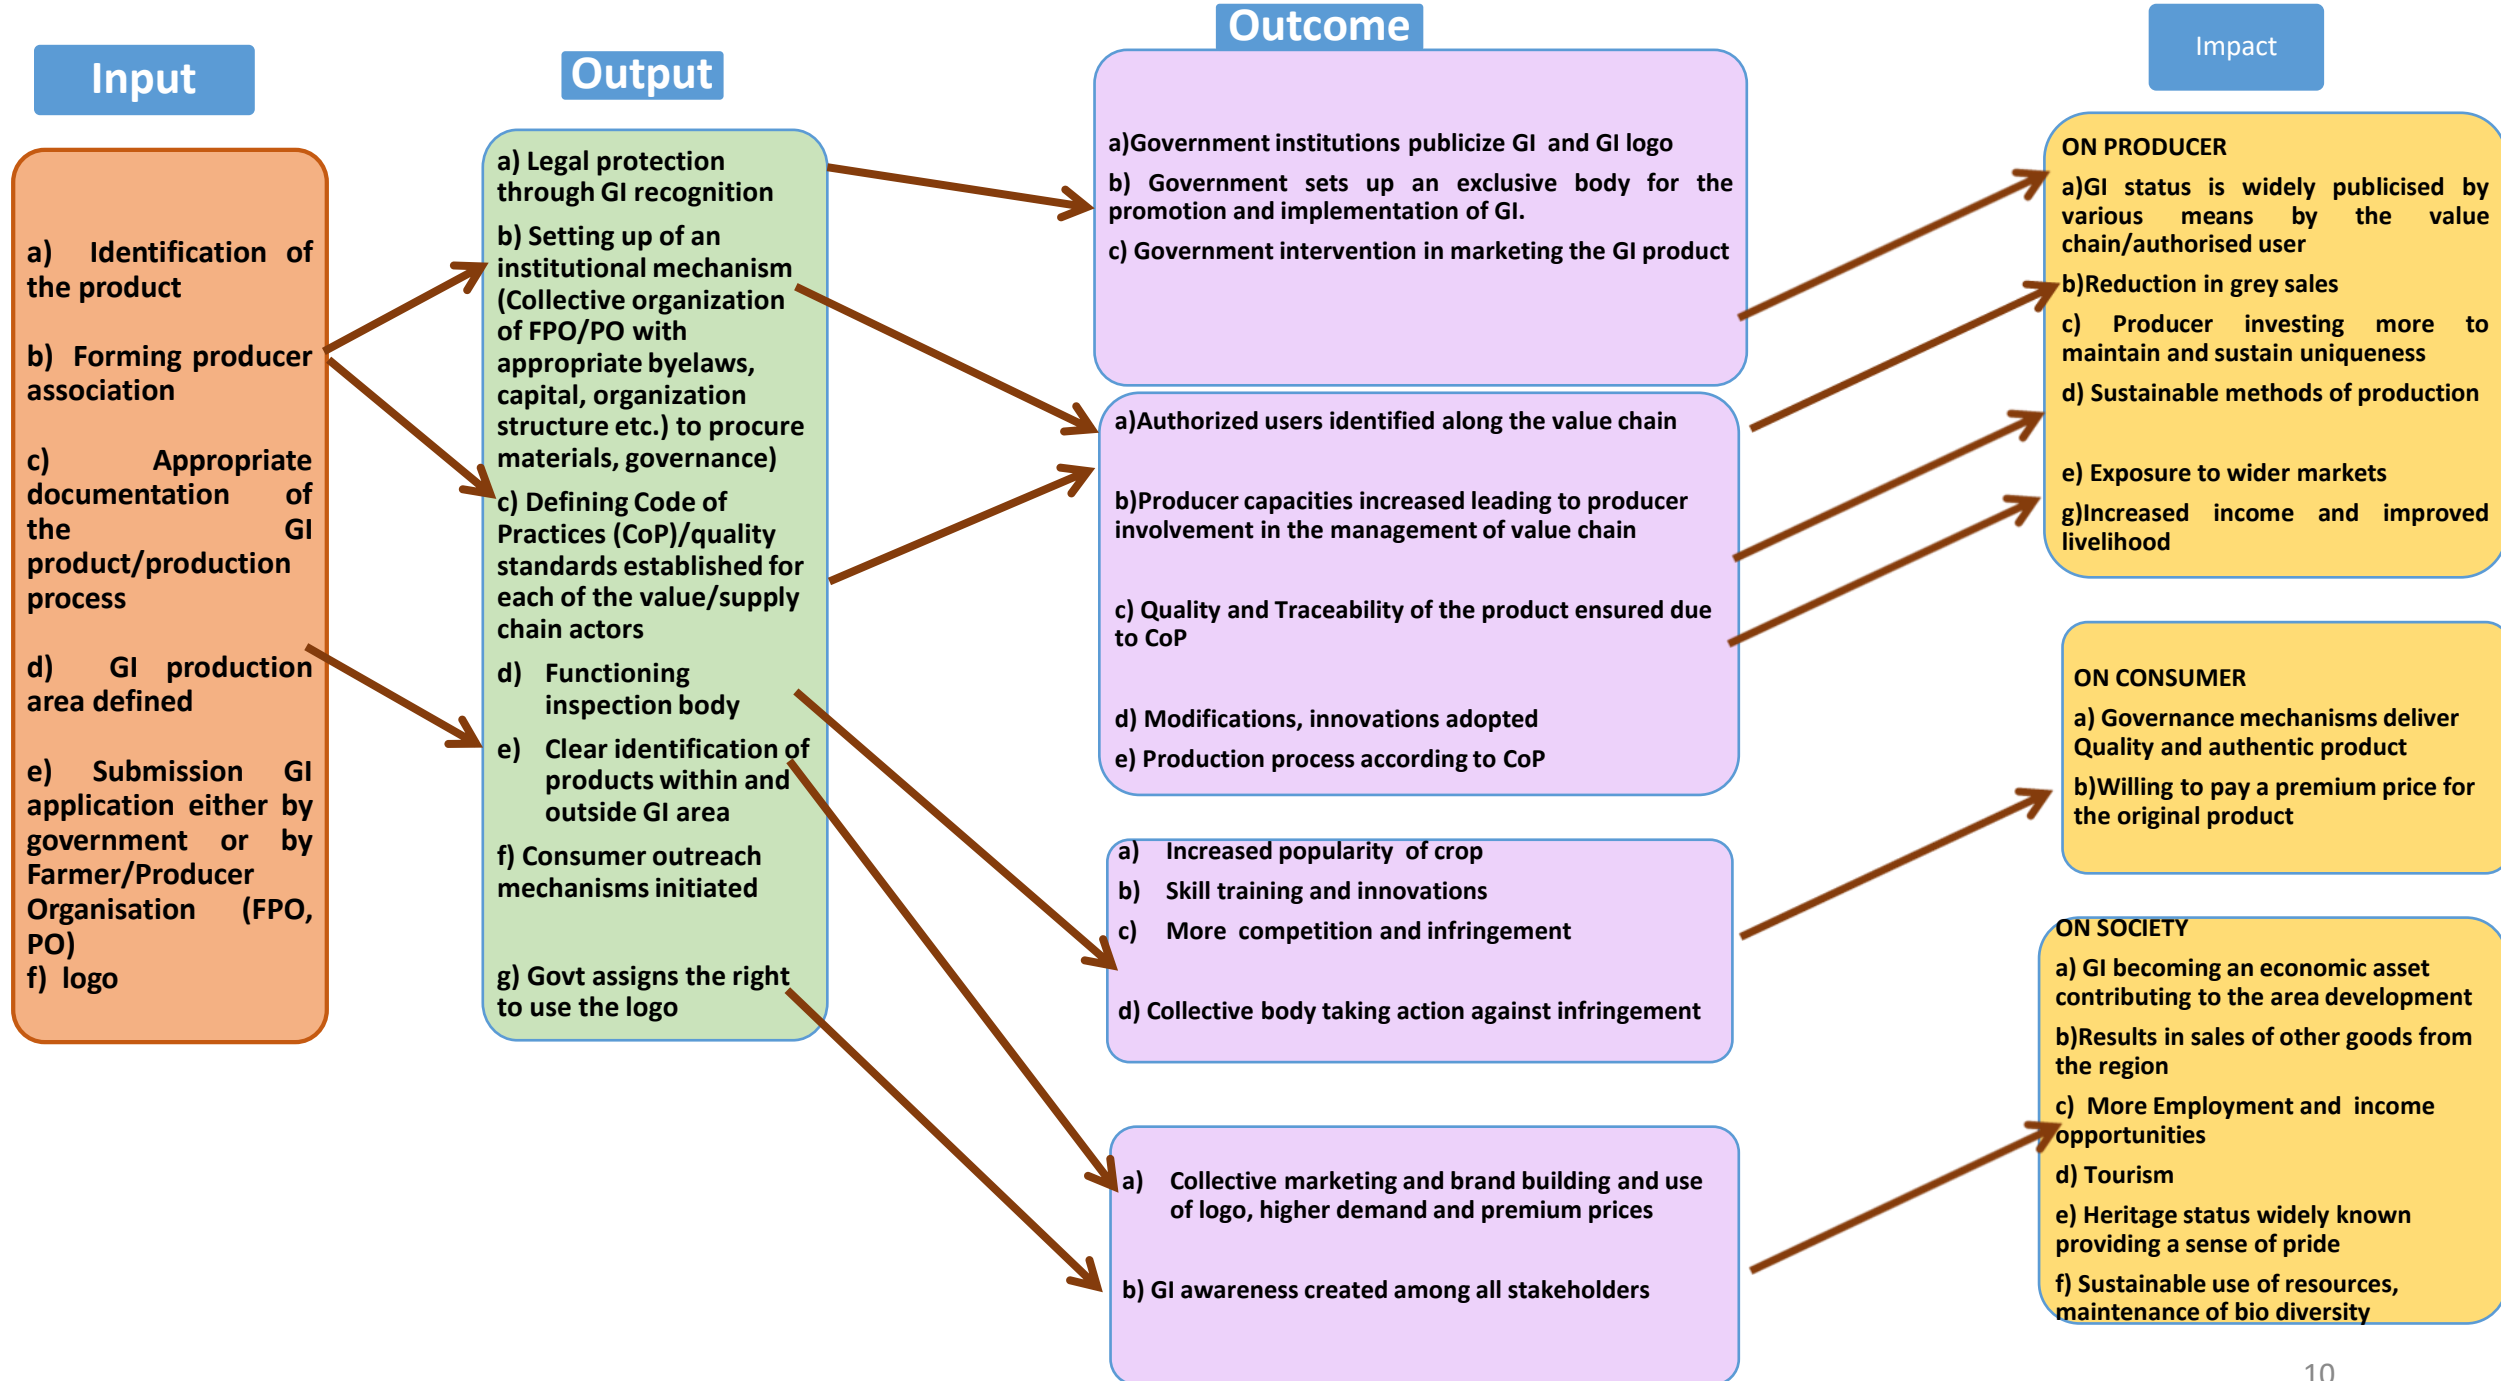 Input
a) Identification of
the product
b) Forming producer
association
c) Appropriate
documentation of
the GI
product/production
process
d) GI production
area defined
e) Submission GI
application either by
government or by
Farmer/Producer
Organisation (FPO,
PO)
f) logo
Output
a) Legal protection
through GI recognition
b) Setting up of an
institutional mechanism
(Collective organization
of FPO/PO with
appropriate byelaws,
capital, organization
structure etc.) to procure
materials, governance)
c) Defining Code of
Practices (CoP)/quality
standards established for
each of the value/supply
chain actors
d) Functioning
inspection body
e) Clear identification of
products within and
outside GI area
f) Consumer outreach
mechanisms initiated
g) Govt assigns the right
to use the logo
Outcome
a)Government institutions publicize GI and GI logo
b) Government sets up an exclusive body for the
promotion and implementation of GI.
c) Government intervention in marketing the GI product
a)Authorized users identified along the value chain
b)Producer capacities increased leading to producer
involvement in the management of value chain
c) Quality and Traceability of the product ensured due
to CoP
d) Modifications, innovations adopted
e) Production process according to CoP
a) Increased popularity of crop
b) Skill training and innovations
c) More competition and infringement
d) Collective body taking action against infringement
a) Collective marketing and brand building and use
of logo, higher demand and premium prices
b) GI awareness created among all stakeholders
Impact
ON PRODUCER
a)GI status is widely publicised by
various means by the value
chain/authorised user
b)Reduction in grey sales
c) Producer investing more to
maintain and sustain uniqueness
d) Sustainable methods of production
e) Exposure to wider markets
g)Increased income and improved
livelihood
ON CONSUMER
a) Governance mechanisms deliver
Quality and authentic product
b)Willing to pay a premium price for
the original product
ON SOCIETY
a) GI becoming an economic asset
contributing to the area development
b)Results in sales of other goods from
the region
c) More Employment and income
opportunities
d) Tourism
e) Heritage status widely known
providing a sense of pride
f) Sustainable use of resources,
maintenance of bio diversity
10